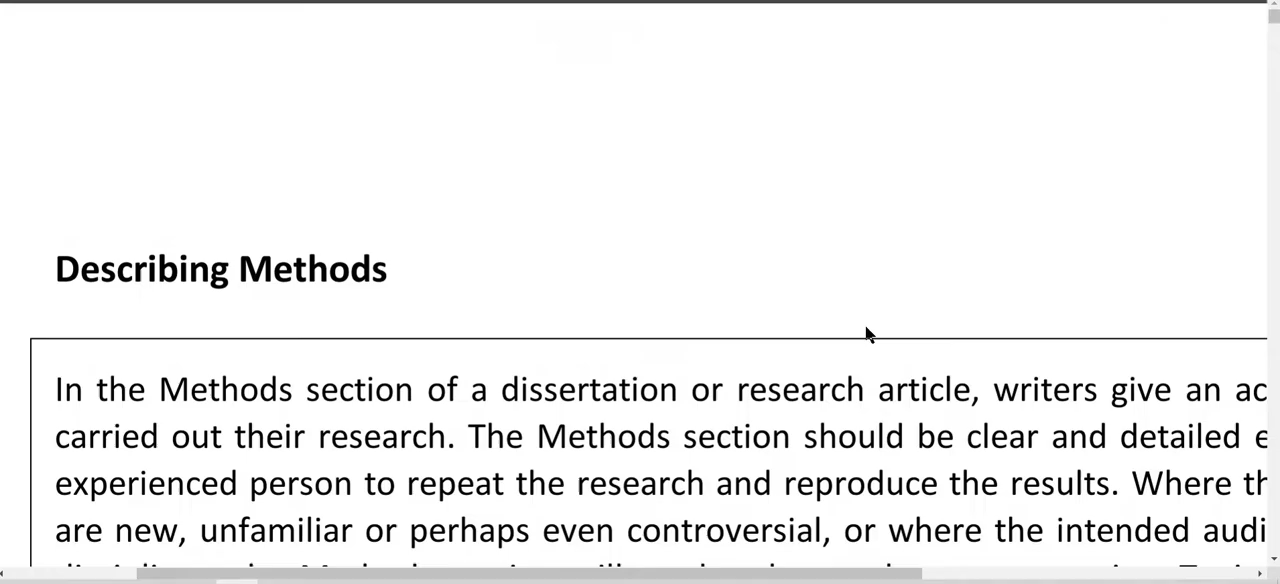 Describing Methods
In the Methods section of a dissertation or research article, writers give an ac
carried out their research. The Methods section should be clear and detailed e
experienced person to repeat the research and reproduce the results. Where th
are new, unfamiliar or perhaps even controversial, or where the intended audi